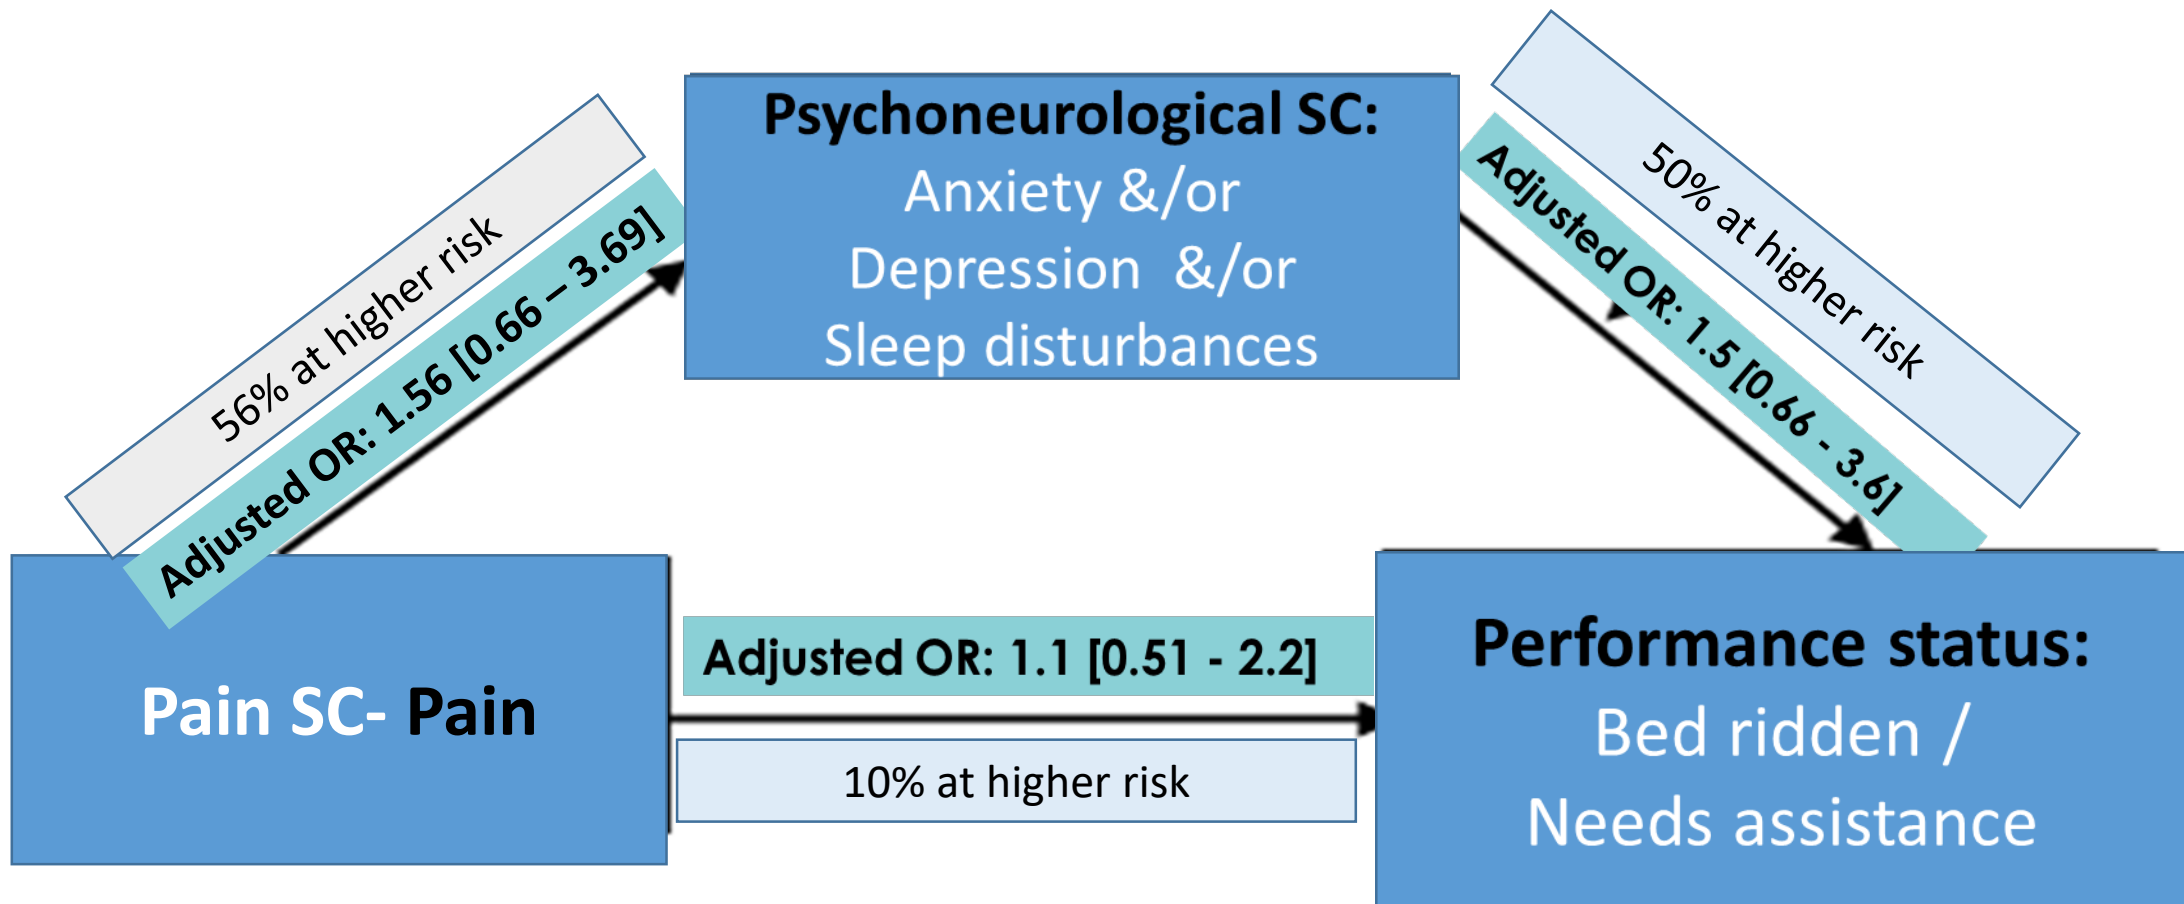 Psychoneurological SC:
Anxiety &/or
Depression &/or
Sleep disturbances
56% at higher risk
Adjusted OR: 1.56 [0.66 – 3.69]
50% at higher risk
Adjusted OR: 1.5 [0.66 - 3.6]
Pain SC- Pain
Adjusted OR: 1.1 [0.51 - 2.2]
10% at higher risk
Performance status:
Bed ridden /
Needs assistance